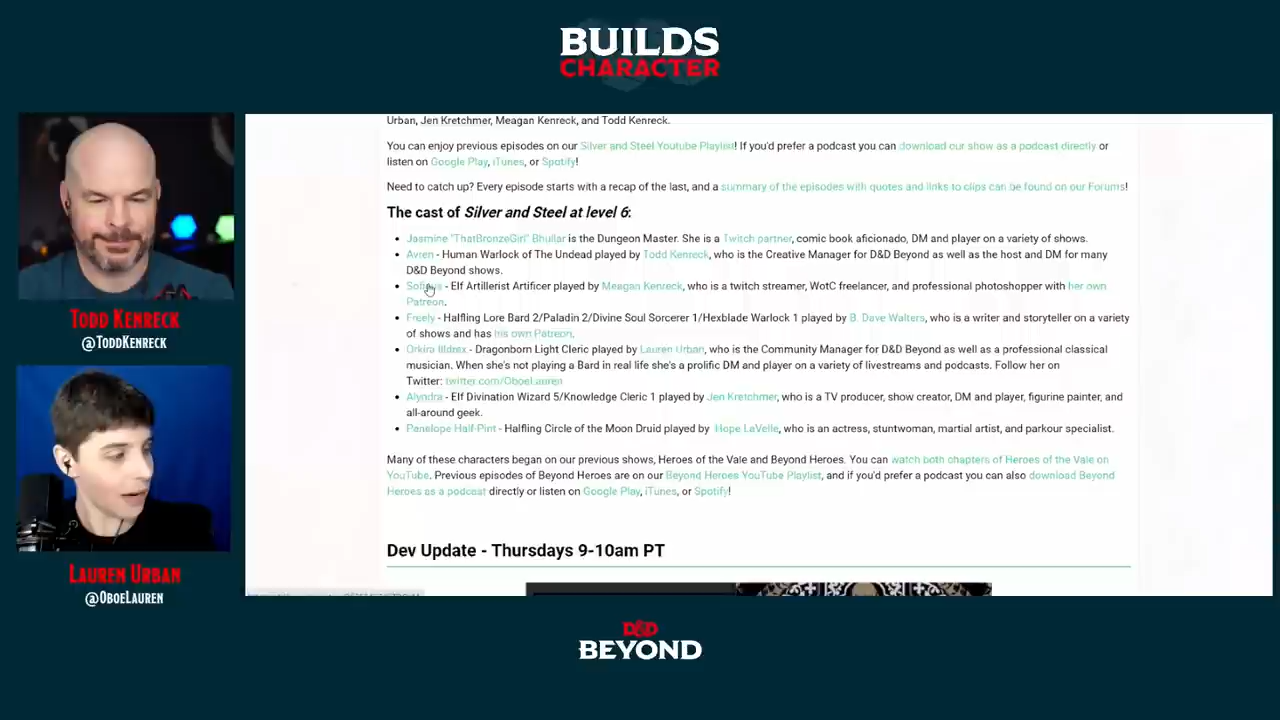 BUILDS
CHARACTER
Urban, Jen Kretchmer, Meagan Kenreck, and Todd Kenreck.
You can enjoy previous episodes on our Silver and Steel Youtube Playlist! If you'd prefer a podcast you can download our show as a podcast directly or
listen on Google Play, iTunes, or Spotify!
Need to catch up? Every episode starts with a recap of the last, and a summary of the episodes with quotes and links to clips can be found on our Forums!
The cast of Silver and Steel at level 6:
Jasmine "ThatBronzeGirl" Bhullar is the Dungeon Master. She is a Twitch partner, comic book aficionado, DM and player on a variety of shows.
Avren - Human Warlock of The Undead played by Todd Kenreck, who is the Creative Manager for D&D Beyond as well as the host and DM for many
D&D Beyond shows.
- Elf Artillerist Artificer played by Meagan Kenreck, who is a twitch streamer, WotC freelancer, and professional photoshopper with her own
Patreon.
Freely - Halfling Lore Bard 2/Paladin 2/Divine Soul Sorcerer 1/Hexblade Warlock 1 played by B. Dave Walters, who is a writer and storyteller on a variety
of shows and has his own Patreon.
Orkira Illdrex - Dragonborn Light Cleric played by Lauren Urban, who is the Community Manager for D&D Beyond as well as a professional classical
musician. When she's not playing a Bard in real life she's a prolific DM and player on a variety of livestreams and podcasts. Follow her on
Twitter: twitter.com/OboeLauren
Alyndra - Elf Divination Wizard 5/Knowledge Cleric 1 played by Jen Kretchmer, who is a TV producer, show creator, DM and player, figurine painter, and
all-around geek.
Penelope Half-Pint - Halfling Circle of the Moon Druid played by Hope LaVelle, who is an actress, stuntwoman, martial artist, and parkour specialist.
Many of these characters began on our previous shows, Heroes of the Vale and Beyond Heroes. You can watch both chapters of Heroes of the Vale on
YouTube. Previous episodes of Beyond Heroes are on our Beyond Heroes YouTube Playlist, and if you'd prefer a podcast you can also download Beyond
Heroes as a podcast directly or listen on Google Play, iTunes, or Spotify!
Dev Update - Thursdays 9-10am PT
Todd Kenreck
@ToddKenreck
Lauren Urban
@OboeLauren
D&D
BEYOND